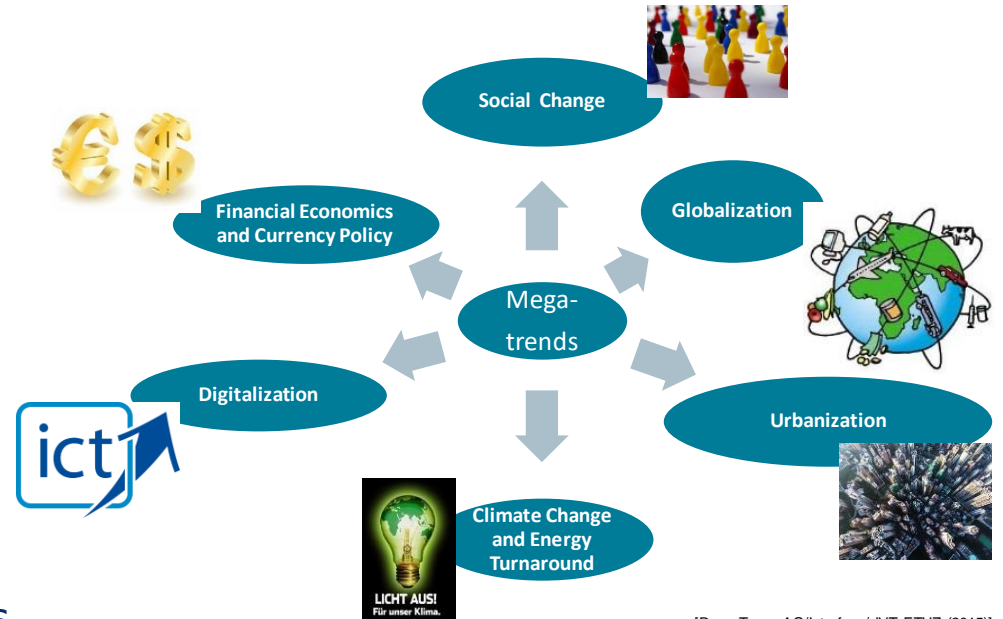 Social Change
Financial Economics
and Currency Policy
Globalization
Mega-
trends
Digitalization
ict
Urbanization
Climate Change
and Energy
Turnaround
LICHT AUS!
Für unser Klima.